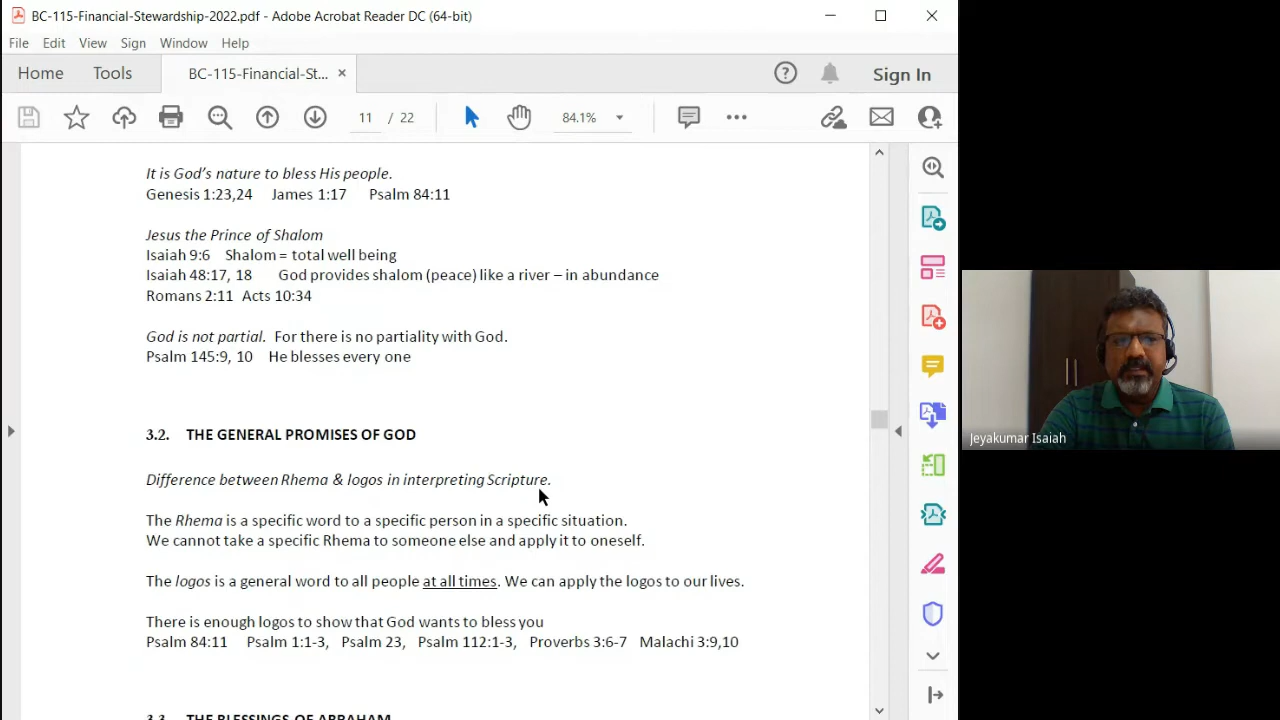 BC-115-Financial-Stewardship-2022.pdf - Adobe Acrobat Reader DC (64-bit)
File Edit View Sign Window Help
Home Tools BC-115-Financial-St... × Sign In
11 / 22 84.1%
It is God's nature to bless His people.
Genesis 1:23,24 James 1:17 Psalm 84:11
Jesus the Prince of Shalom
Isaiah 9:6 Shalom = total well being
Isaiah 48:17, 18 God provides shalom (peace) like a river – in abundance
Romans 2:11 Acts 10:34
God is not partial. For there is no partiality with God.
Psalm 145:9, 10 He blesses every one
3.2. THE GENERAL PROMISES OF GOD
Difference between Rhema & logos in interpreting Scripture.
The Rhema is a specific word to a specific person in a specific situation.
We cannot take a specific Rhema to someone else and apply it to oneself.
The logos is a general word to all people at all times. We can apply the logos to our lives.
There is enough logos to show that God wants to bless you
Psalm 84:11 Psalm 1:1-3, Psalm 23, Psalm 112:1-3, Proverbs 3:6-7 Malachi 3:9,10
3.3. THE BLESSINGS OF ABRAHAM
Jeyakumar Isaiah